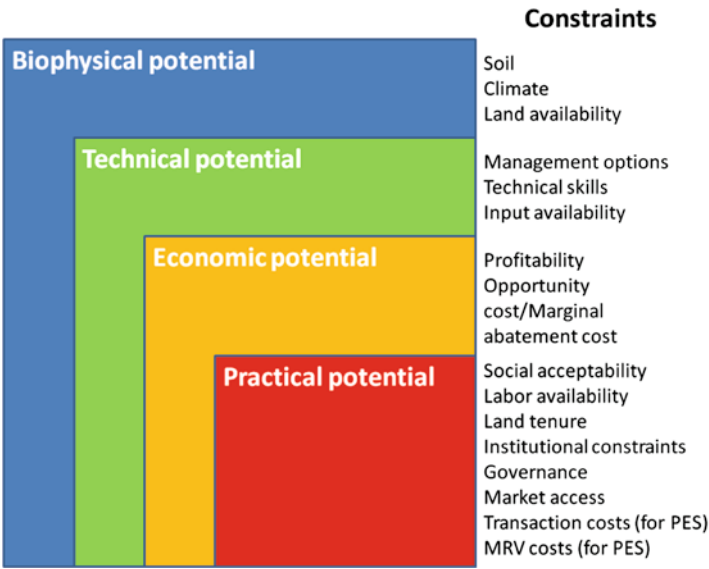 Constraints
Biophysical potential
Soil
Climate
Land availability
Technical potential
Management options
Technical skills
Input availability
Economic potential
Profitability
Opportunity
cost/Marginal
abatement cost
Practical potential
Social acceptability
Labor availability
Land tenure
Institutional constraints
Governance
Market access
Transaction costs (for PES)
MRV costs (for PES)